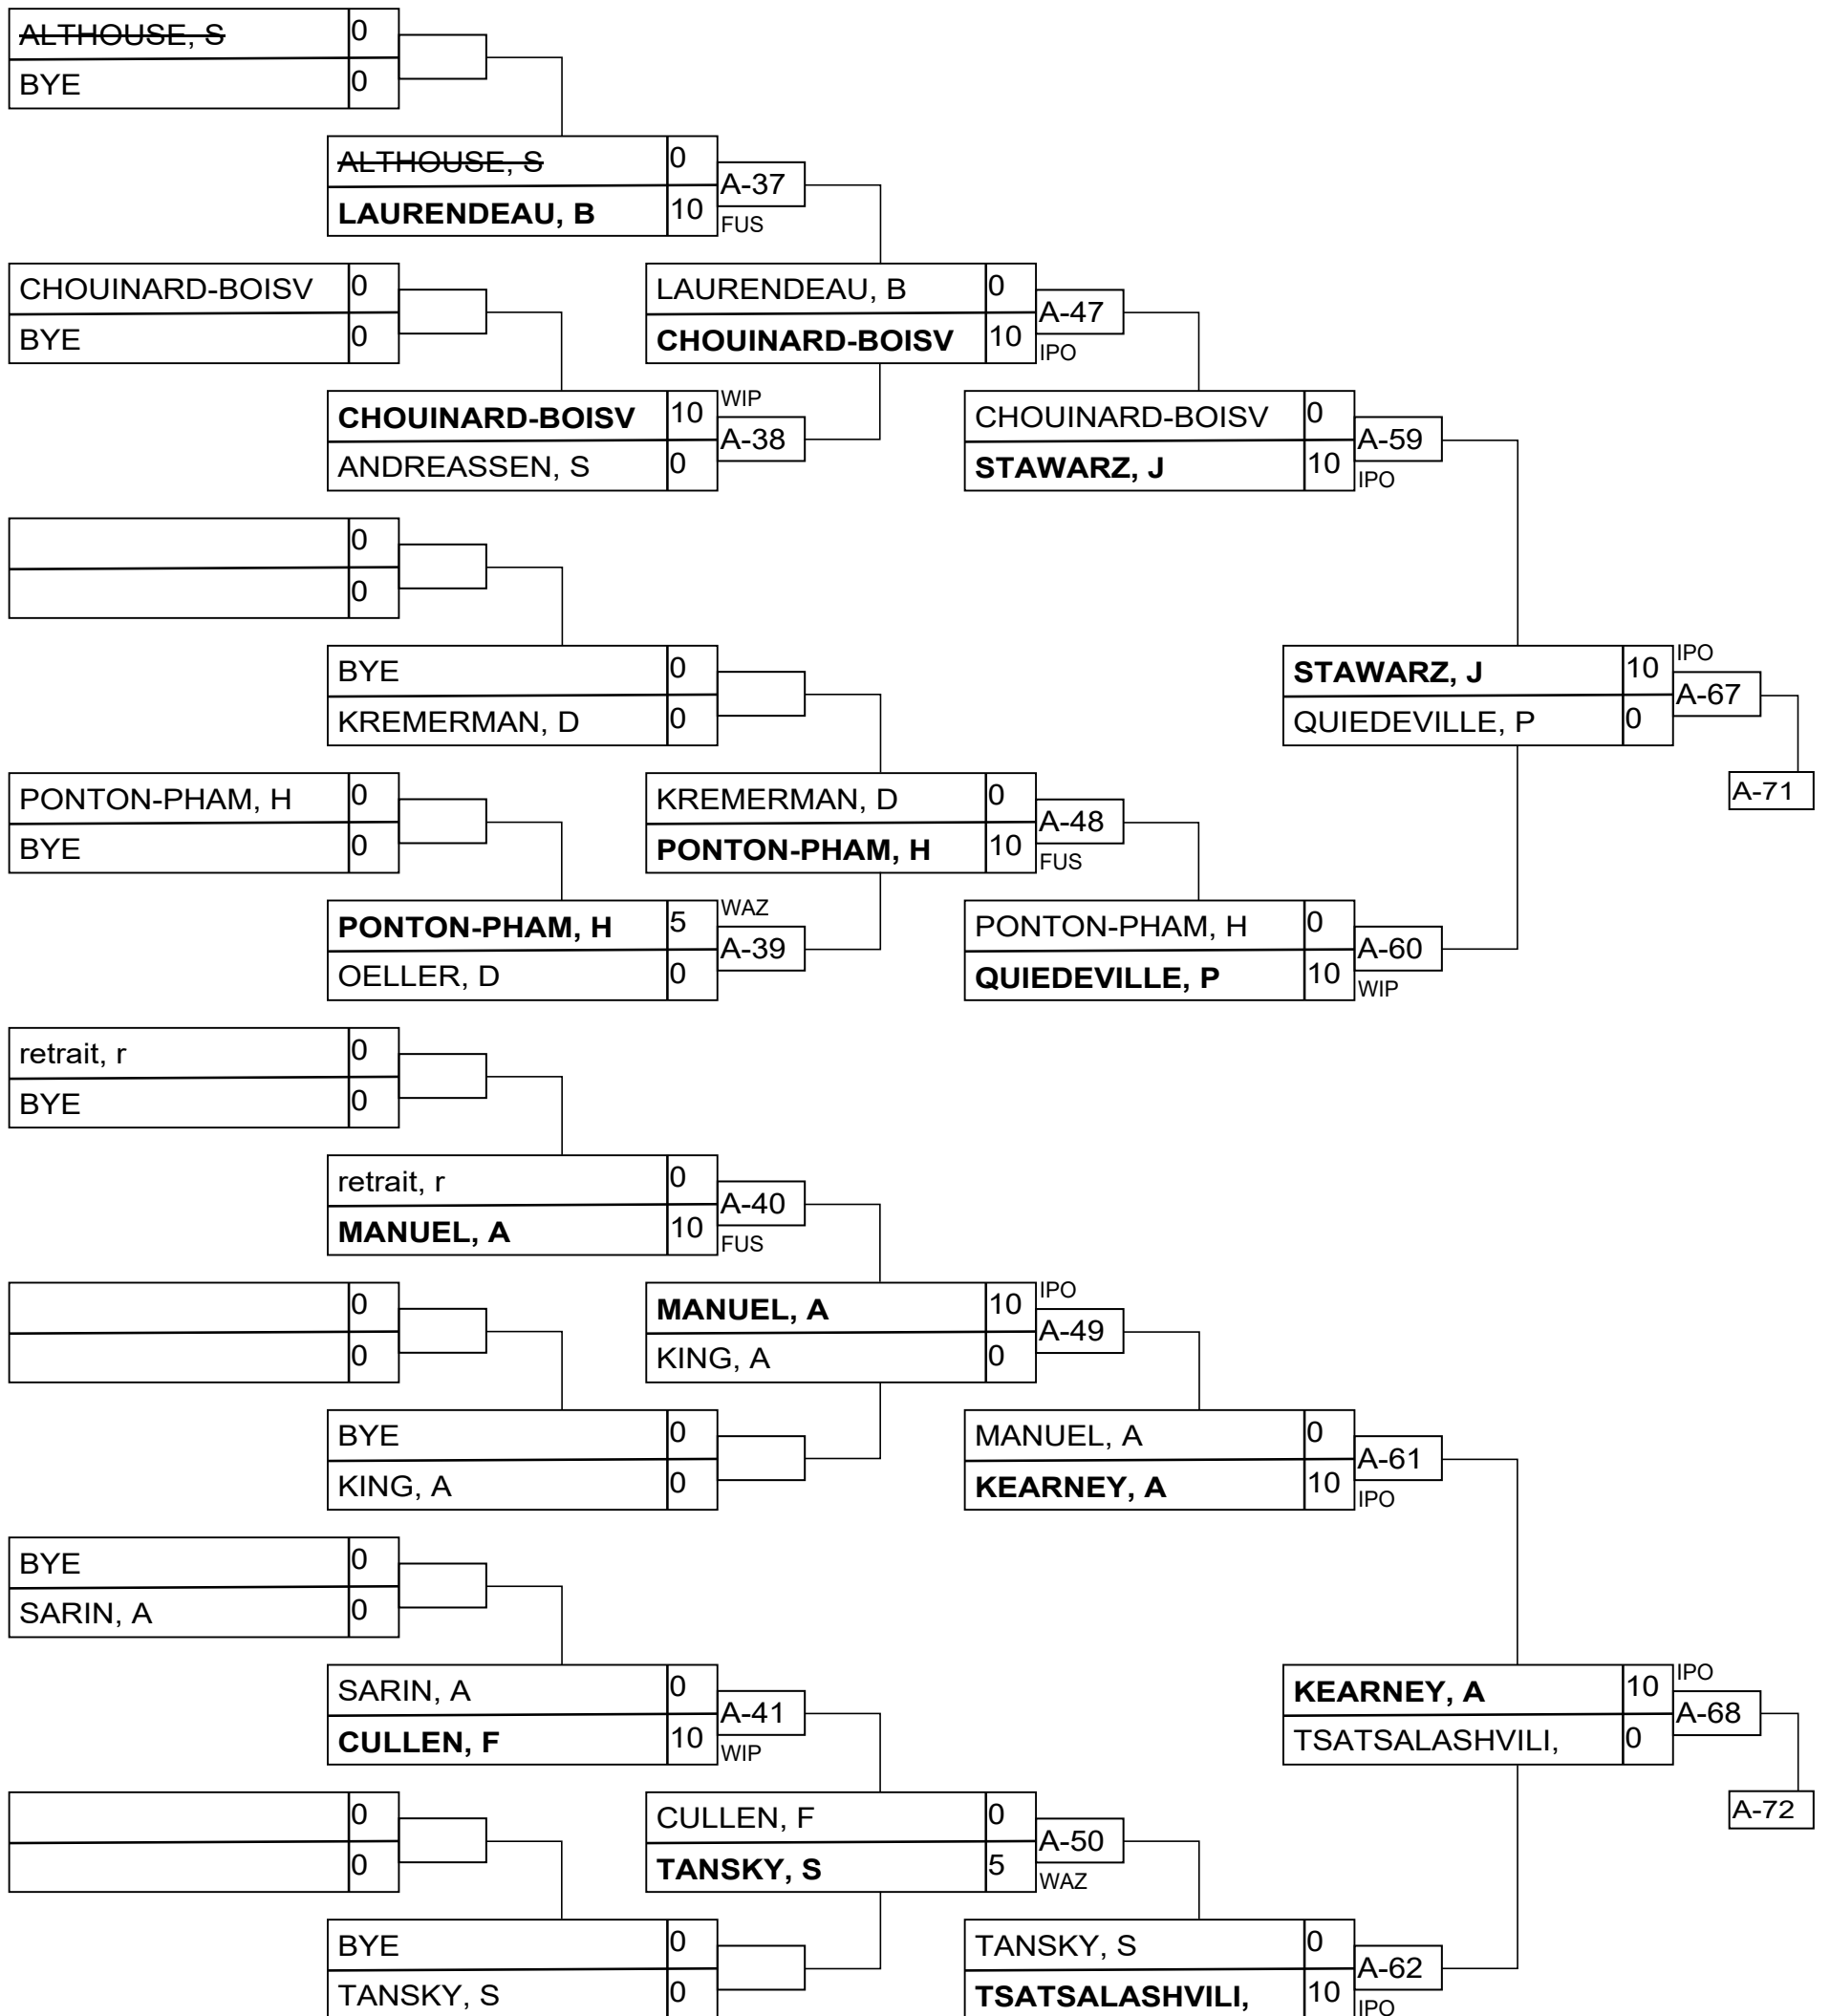 ALTHOUSE, S 0
BYE 0
ALTHOUSE, S 0
A-37
LAURENDEAU, B 10
FUS
CHOUINARD-BOISV 0
BYE 0
LAURENDEAU, B 0
A-47
CHOUINARD-BOISV 10
IPO
CHOUINARD-BOISV 10
WIP
A-38
ANDREASSEN, S 0
CHOUINARD-BOISV 0
A-59
STAWARZ, J 10
IPO
0
0
BYE 0
KREMERMAN, D 0
STAWARZ, J 10
IPO
A-67
QUIEDEVILLE, P 0
A-71
PONTON-PHAM, H 0
BYE 0
KREMERMAN, D 0
A-48
PONTON-PHAM, H 10
FUS
PONTON-PHAM, H 5
WAZ
A-39
OELLER, D 0
PONTON-PHAM, H 0
A-60
QUIEDEVILLE, P 10
WIP
retrait, r 0
BYE 0
retrait, r 0
A-40
MANUEL, A 10
FUS
0
0
MANUEL, A 10
IPO
A-49
KING, A 0
BYE 0
KING, A 0
MANUEL, A 0
A-61
KEARNEY, A 10
IPO
BYE 0
SARIN, A 0
SARIN, A 0
A-41
CULLEN, F 10
WIP
KEARNEY, A 10
IPO
A-68
TSATSALASHVILI, 0
A-72
0
0
CULLEN, F 0
A-50
TANSKY, S 5
WAZ
BYE 0
TANSKY, S 0
TANSKY, S 0
A-62
TSATSALASHVILI, 10
IPO